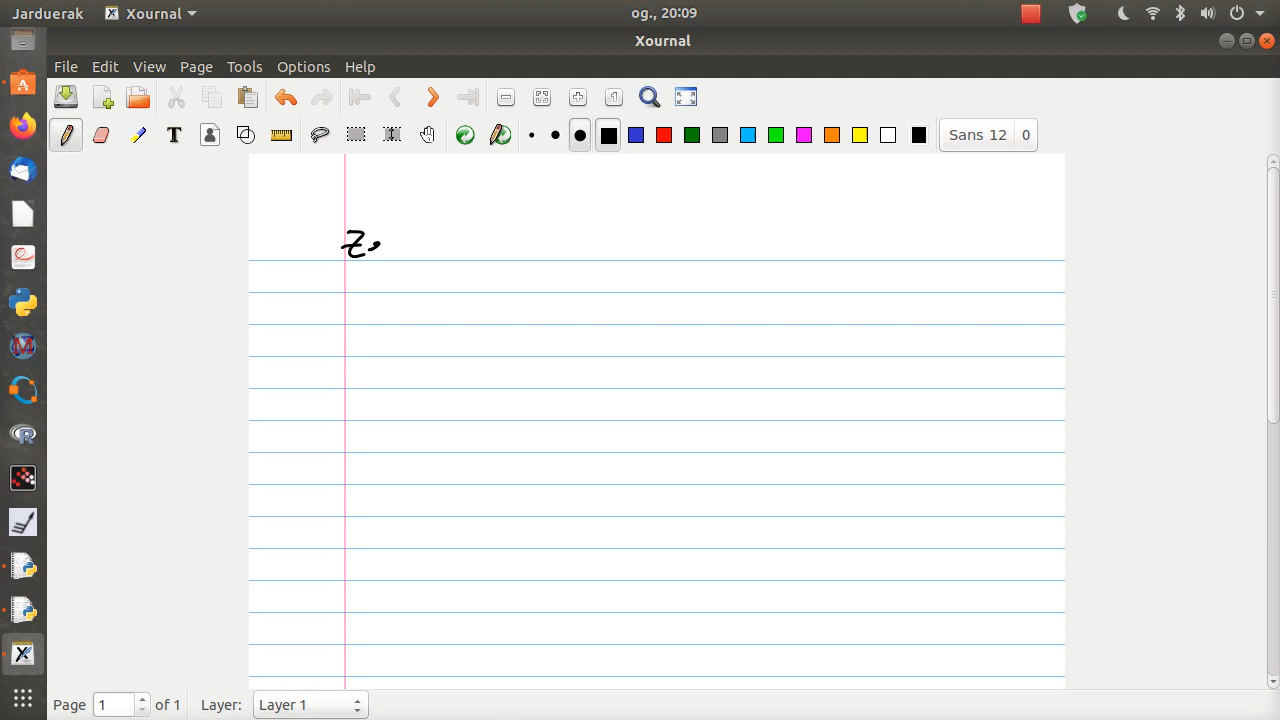 Jarduerak Xournal og., 20:09
Xournal
File Edit View Page Tools Options Help
Sans 12 0
Z
Page 1 of 1 Layer: Layer 1